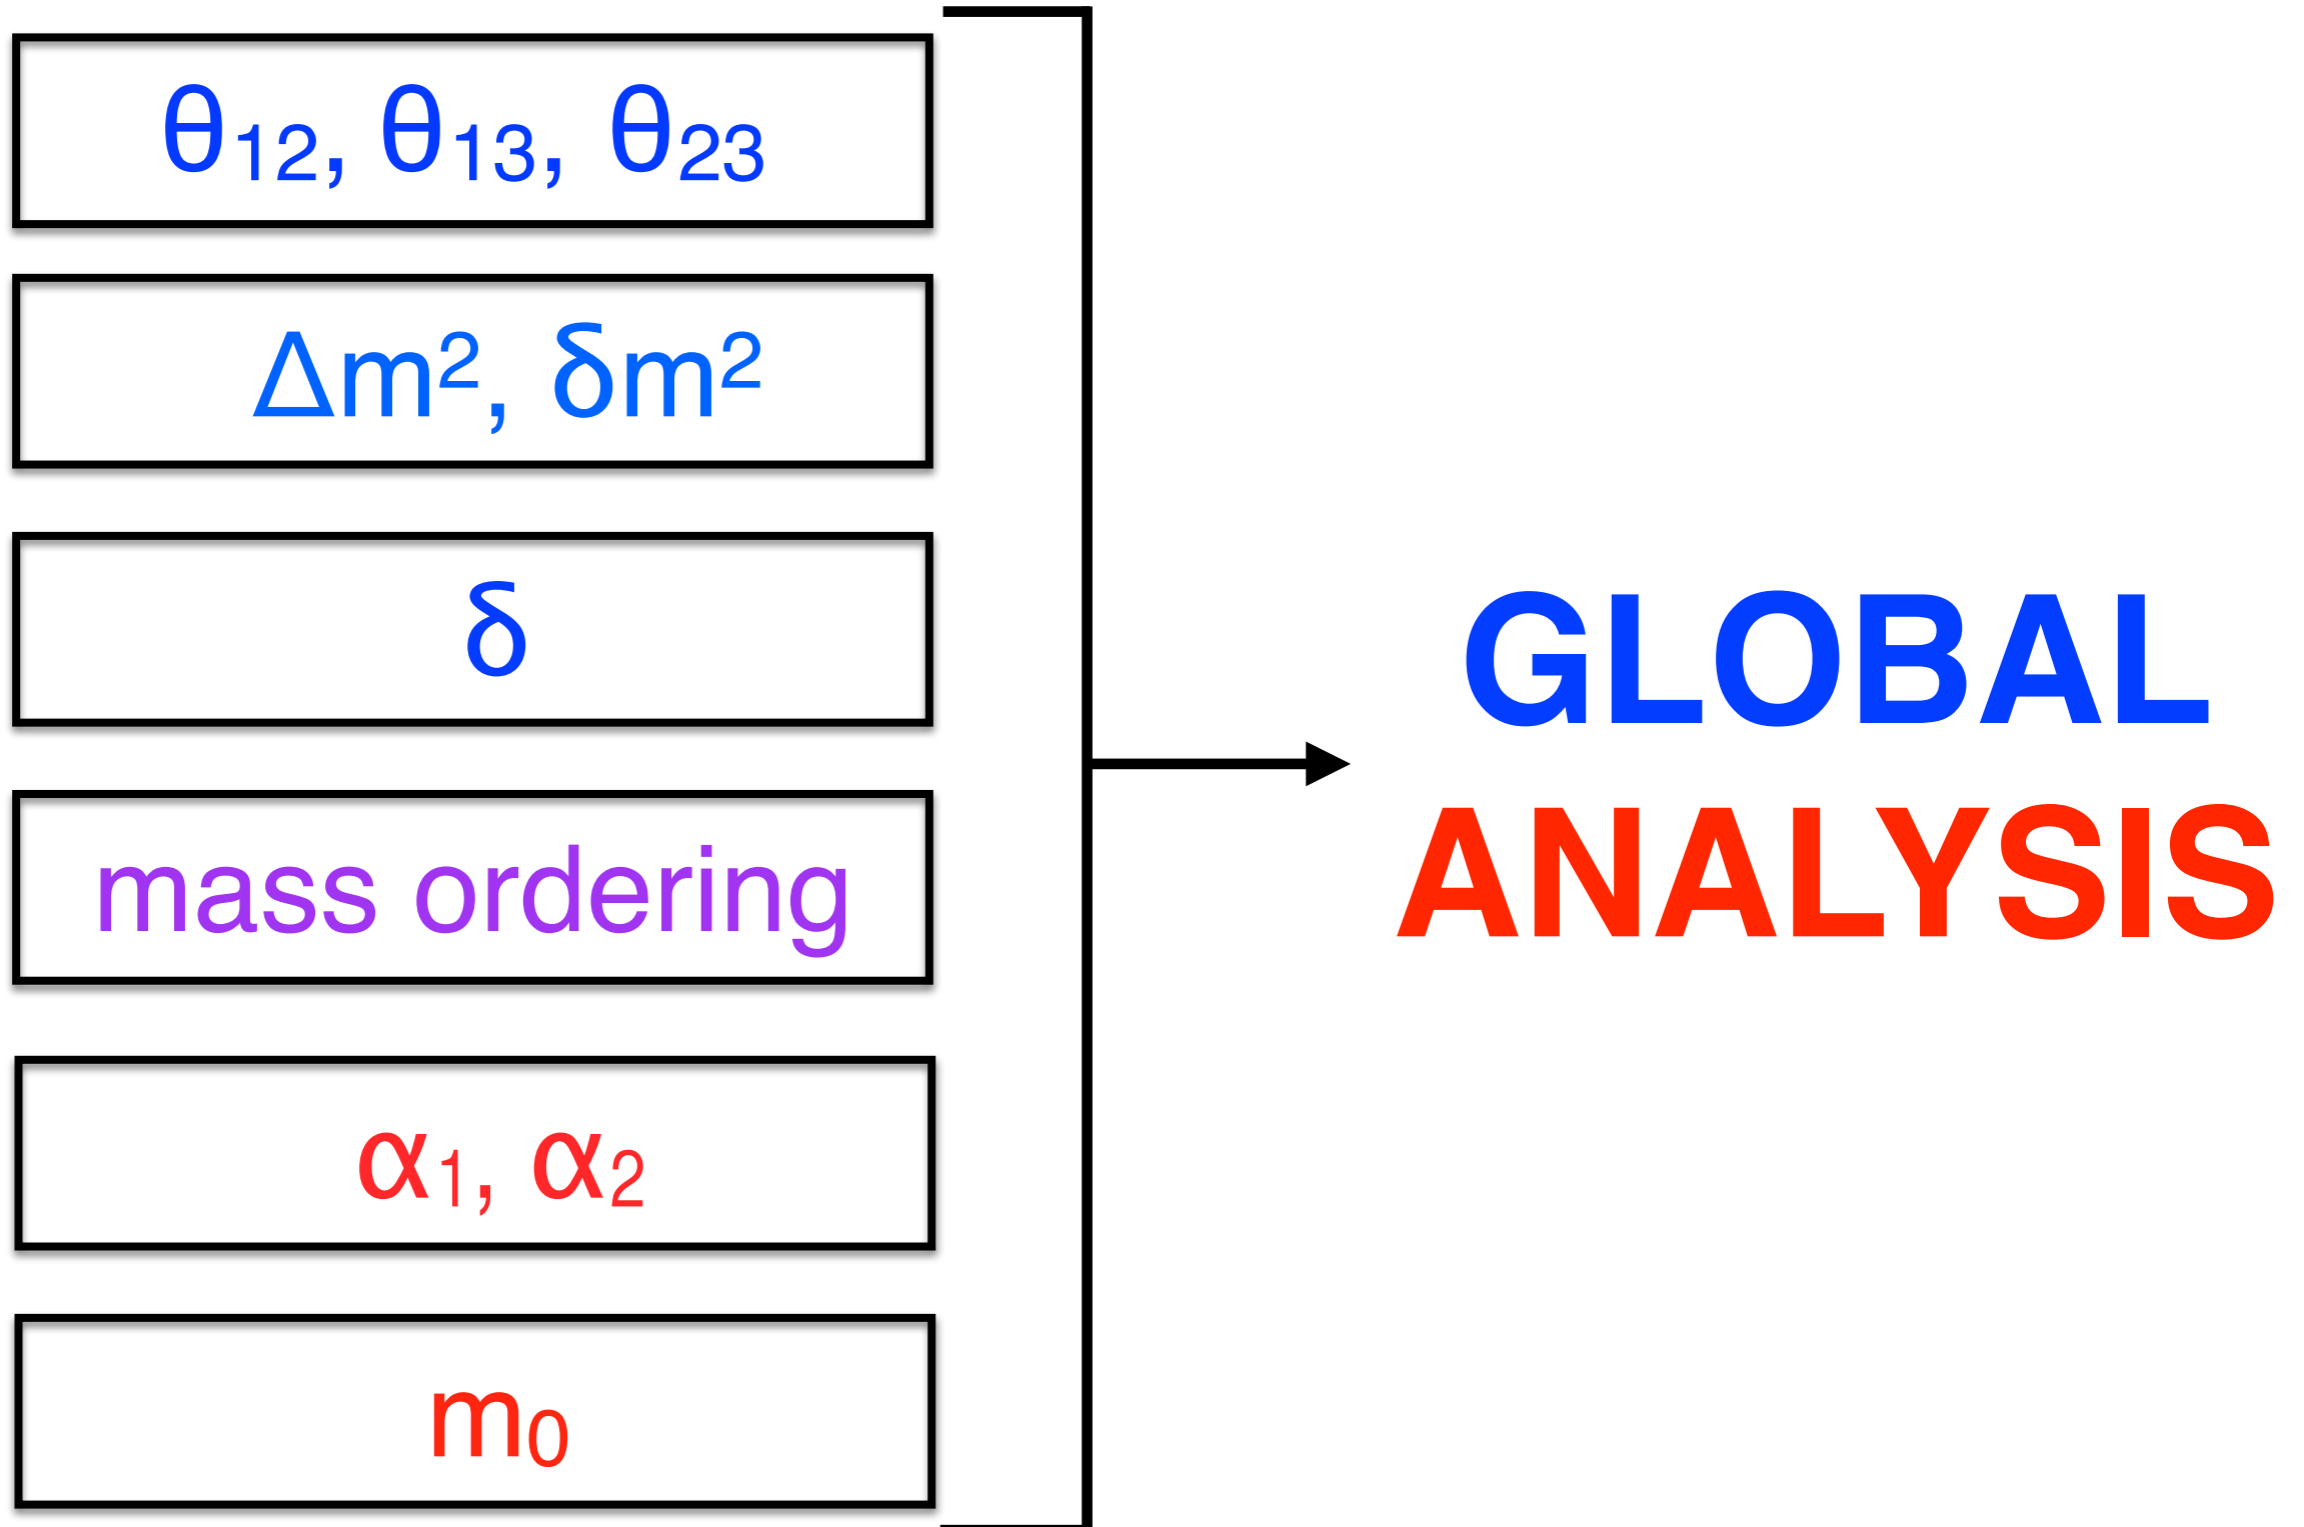 θ₁₂, θ₁₃, θ₂₃
Δm², δm²
δ
mass ordering
α₁, α₂
m₀
GLOBAL
ANALYSIS